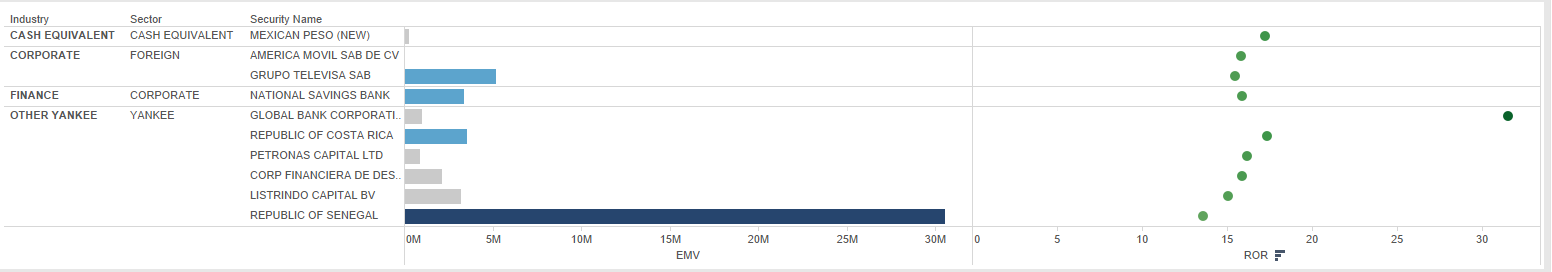 Industry Sector Security Name
CASH EQUIVALENT CASH EQUIVALENT MEXICAN PESO (NEW)
CORPORATE FOREIGN AMERICA MOVIL SAB DE CV
GRUPO TELEVISA SAB
FINANCE CORPORATE NATIONAL SAVINGS BANK
OTHER YANKEE YANKEE GLOBAL BANK CORPORATI..
REPUBLIC OF COSTA RICA
PETRONAS CAPITAL LTD
CORP FINANCIERA DE DES..
LISTRINDO CAPITAL BV
REPUBLIC OF SENEGAL
0M 5M 10M 15M 20M 25M 30M 0 5 10 15 20 25 30
EMV ROR